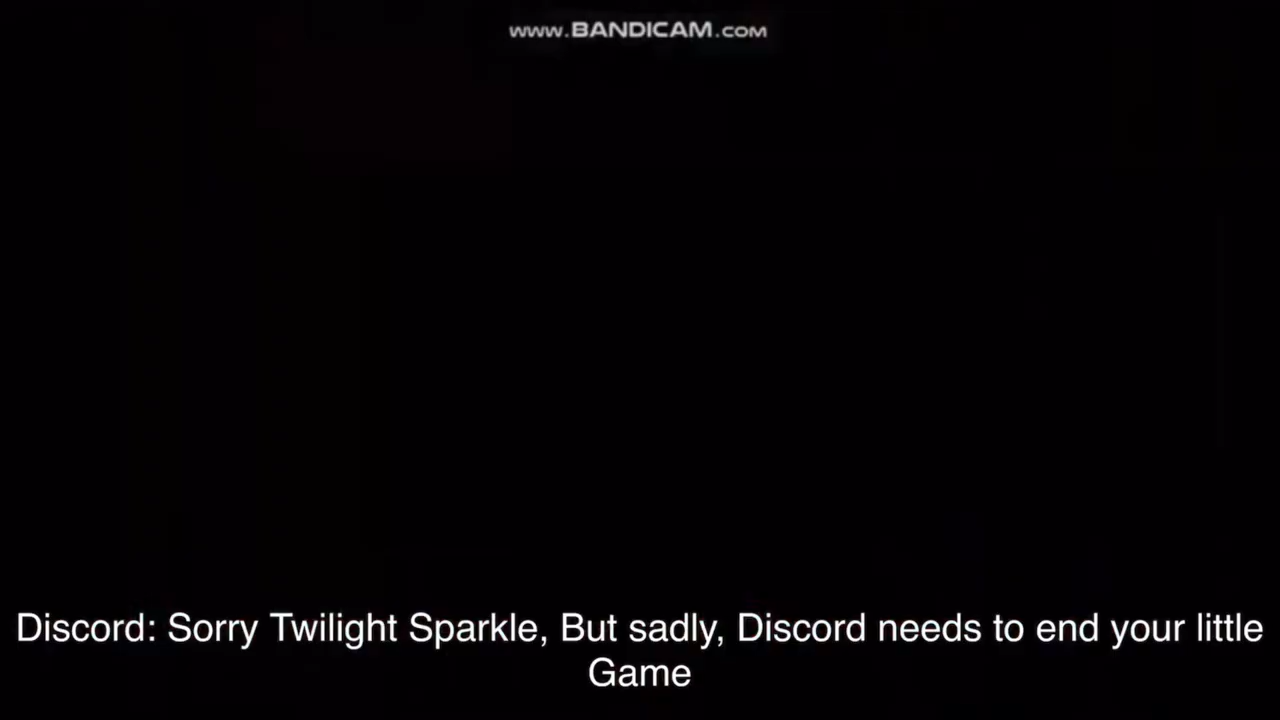 www.BANDICAM.COM
Discord: Sorry Twilight Sparkle, But sadly, Discord needs to end your little
Game